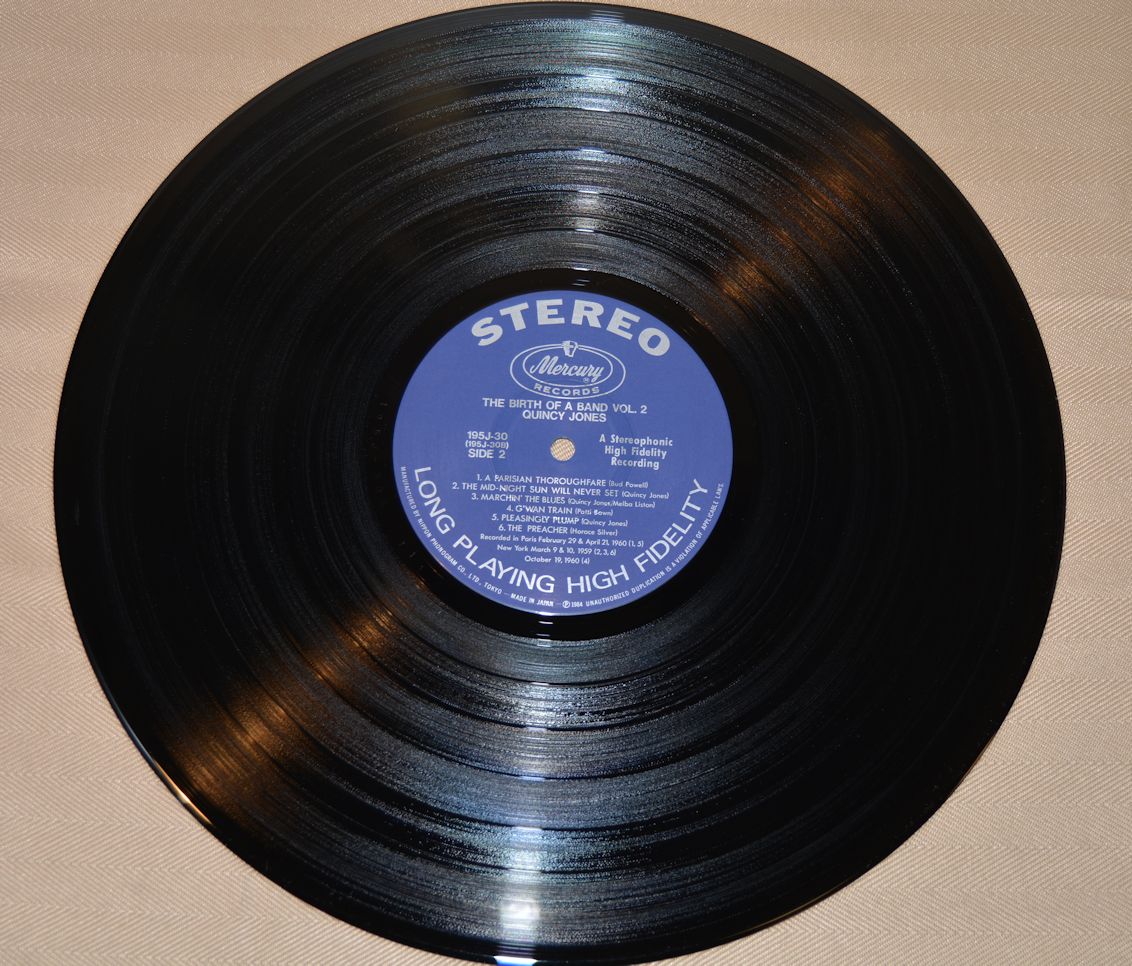 STEREO
Mercury
RECORDS
THE BIRTH OF A BAND VOL. 2
QUINCY JONES
195J-30
(195J-30B)
SIDE 2
A Stereophonic
High Fidelity
Recording
1. A PARISIAN THOROUGHFARE (Bud Powell)
2. THE MID-NIGHT SUN WILL NEVER SET (Quincy Jones)
3. MARCHIN' THE BLUES (Quincy Jones/Melba Liston)
4. G'WAN TRAIN (Patti Bown)
5. PLEASINGLY PLUMP (Quincy Jones)
6. THE PREACHER (Horace Silver)
Recorded in Paris February 29 & April 21, 1960 (1, 5)
New York March 9 & 10, 1959 (2, 3, 6)
October 19, 1960 (4)
LONG PLAYING HIGH FIDELITY
MANUFACTURED BY NIPPON PHONOGRAM CO., LTD., TOKYO — MADE IN JAPAN — ℗ 1984 UNAUTHORIZED DUPLICATION IS A VIOLATION OF APPLICABLE LAWS.